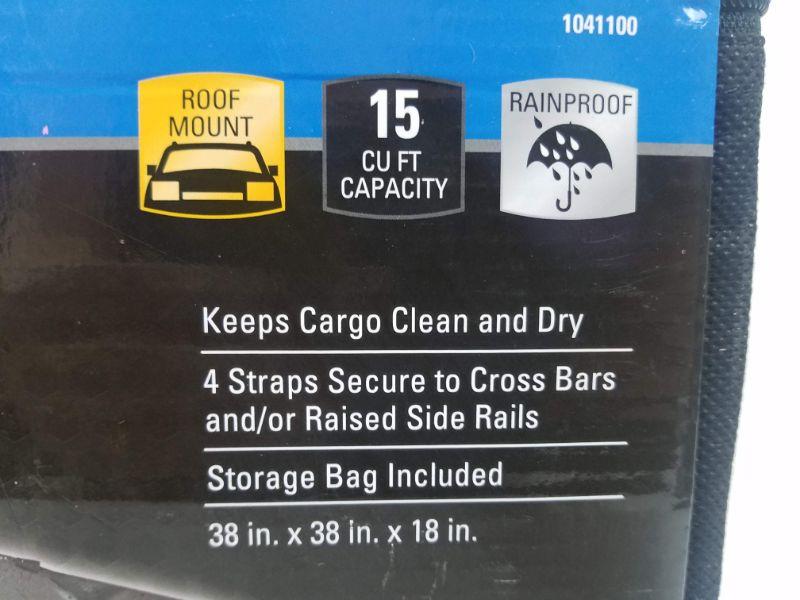 1041100
ROOF
MOUNT
15
CU FT
CAPACITY
RAINPROOF
Keeps Cargo Clean and Dry
4 Straps Secure to Cross Bars
and/or Raised Side Rails
Storage Bag Included
38 in. x 38 in. x 18 in.